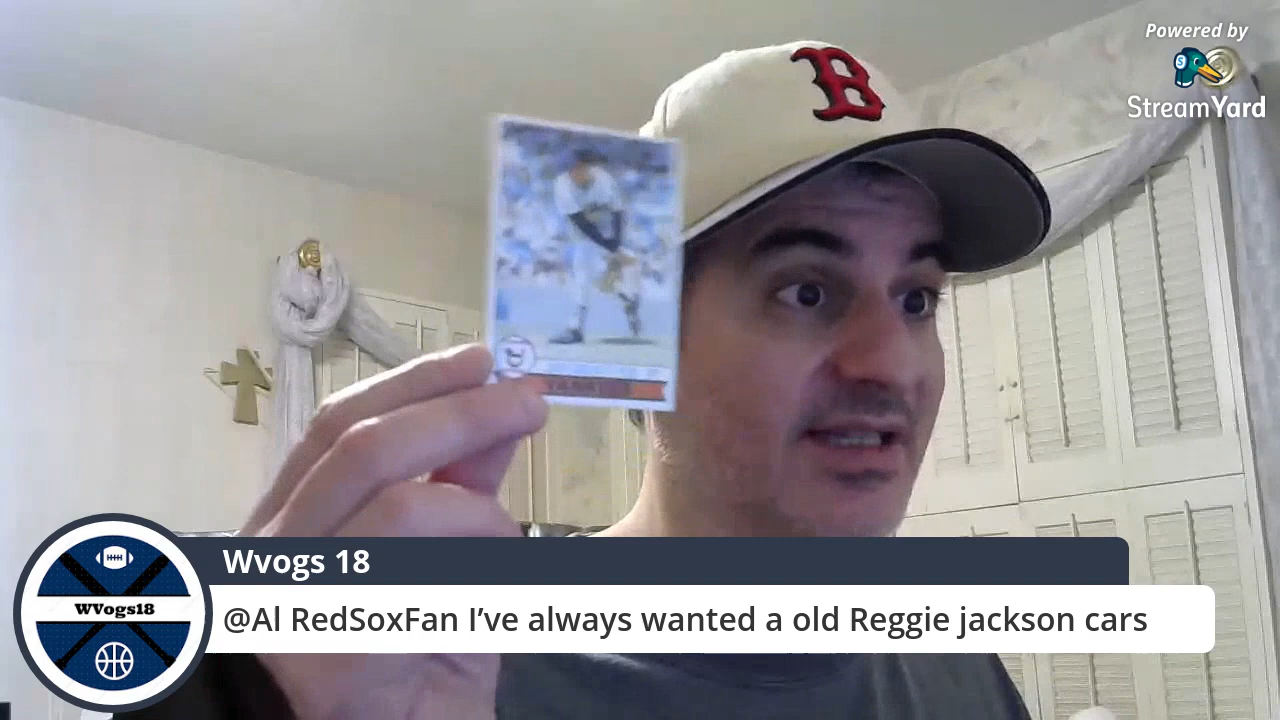 Powered by
StreamYard
B
Wvogs 18
WVogs18
@Al RedSoxFan I’ve always wanted a old Reggie jackson cars